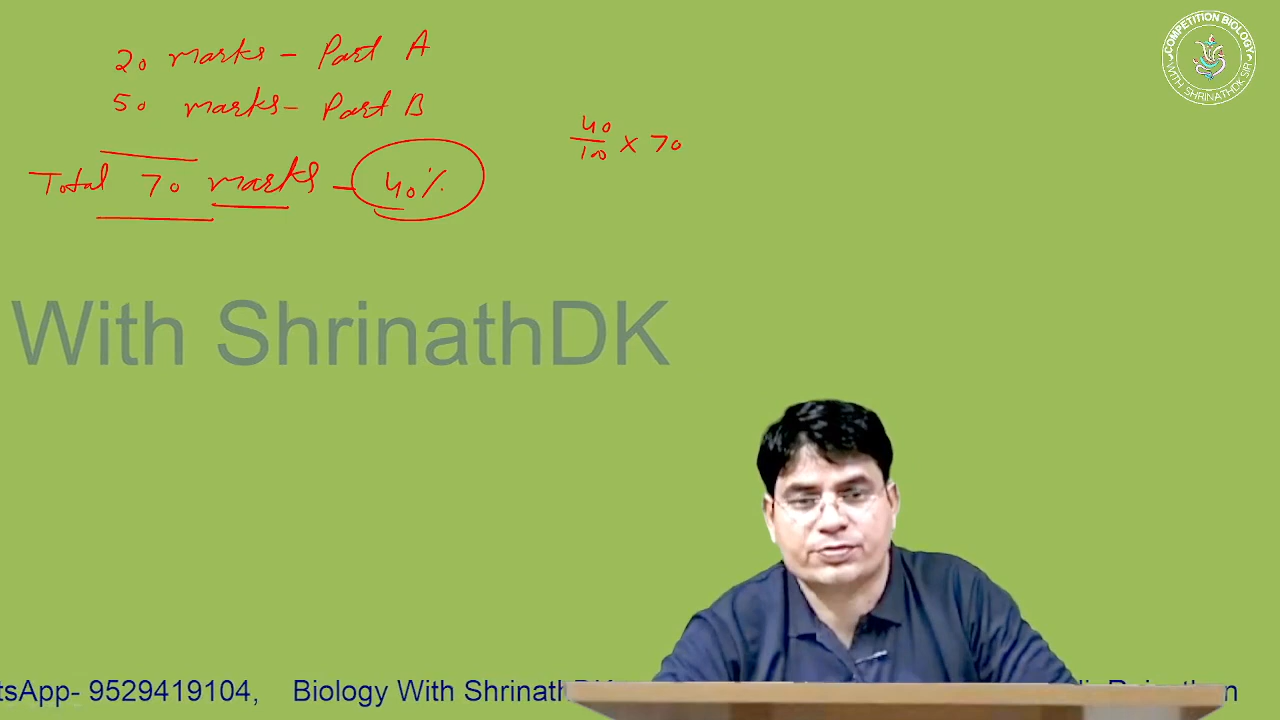 20 marks - Part A
50 marks - Part B
Total 70 marks - 40%
40/100 × 70
COMPETITION BIOLOGY
WITH SHRINATHDK SIR
With ShrinathDK
tsApp- 9529419104, Biology With ShrinathDK